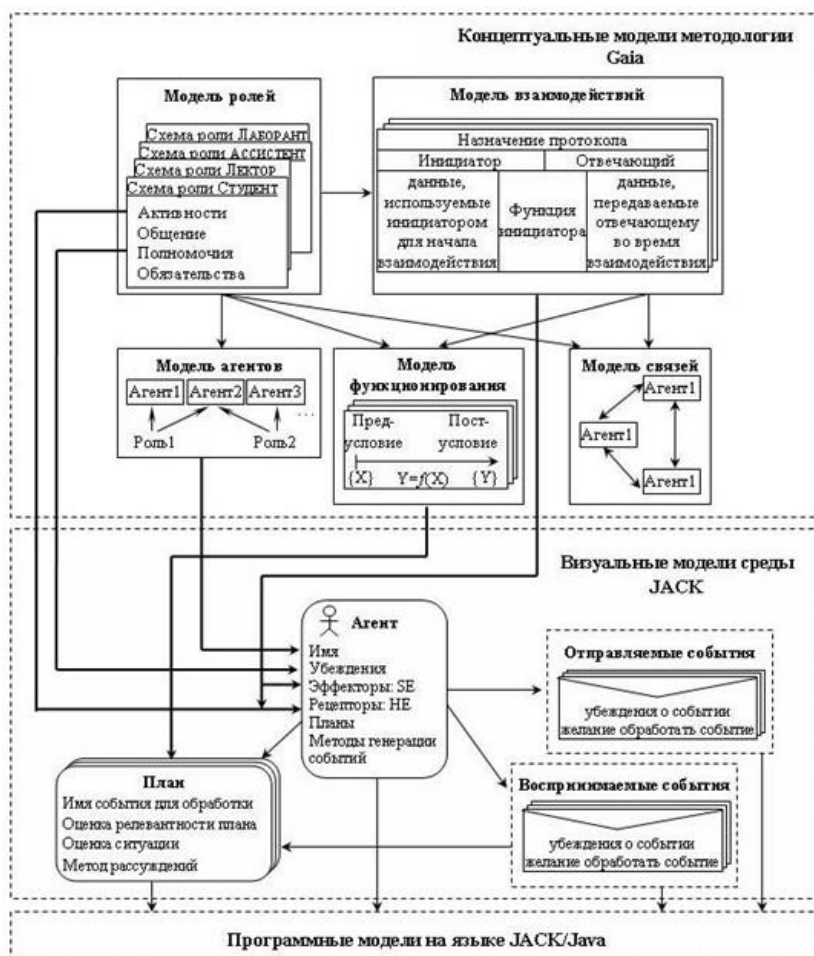 Концептуальные модели методологии
Gaia
Модель ролей
Схема роли ЛАБОРАНТ
Схема роли АССИСТЕНТ
Схема роли ЛЕКТОР
Схема роли СТУДЕНТ
Активности
Общение
Полномочия
Обязательства
Модель взаимодействий
Назначение протокола
Инициатор
Отвечающий
данные,
используемые
инициатором
для начала
взаимодействия
Функция
инициатора
данные,
передаваемые
отвечающему
во время
взаимодействия
Модель агентов
Агент1 Агент2 Агент3
...
Роль1 Роль2
Модель
функционирования
Пред- Пост-
условие условие
{X} Y=f(X) {Y}
Модель связей
Агент1
Агент1
Агент1
Визуальные модели среды
JACK
Агент
Имя
Убеждения
Эффекторы: SE
Рецепторы: HE
Планы
Методы генерации
событий
Отправляемые события
убеждения о событии
желание обработать событие
План
Имя события для обработки
Оценка релевантности плана
Оценка ситуации
Метод рассуждений
Воспринимаемые события
убеждения о событии
желание обработать событие
Программные модели на языке JACK/Java